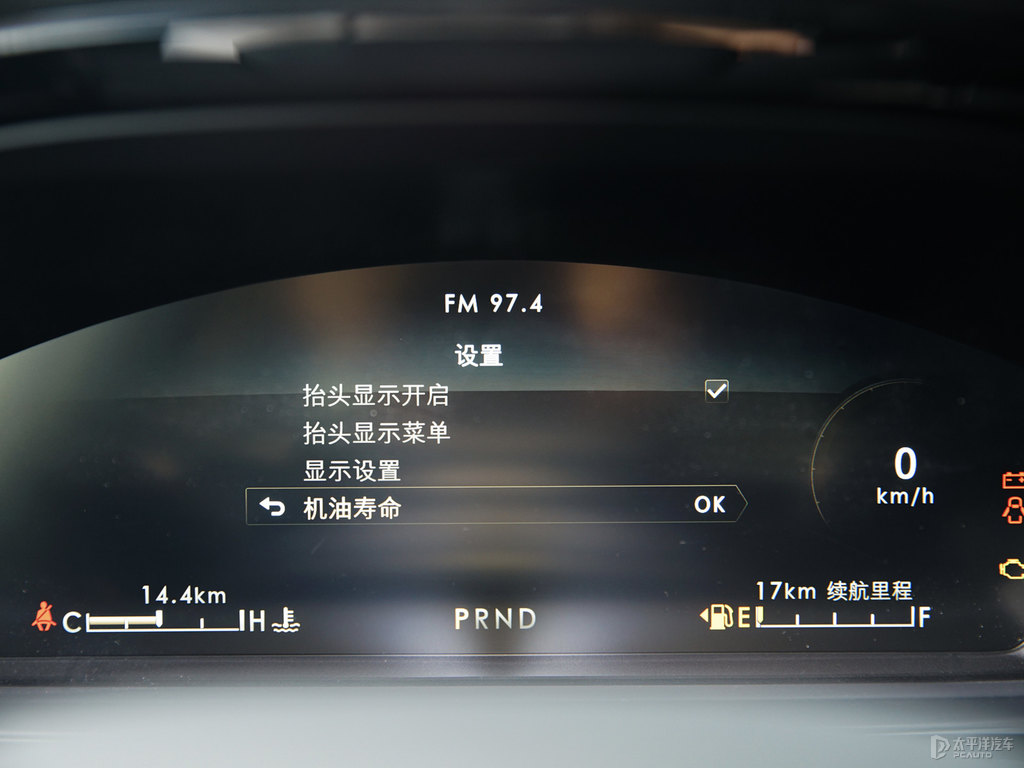 FM 97.4
设置
抬头显示开启
抬头显示菜单
显示设置
机油寿命 OK
0
km/h
14.4km
C H
PRND
17km 续航里程
E F
太平洋汽车
PCAUTO